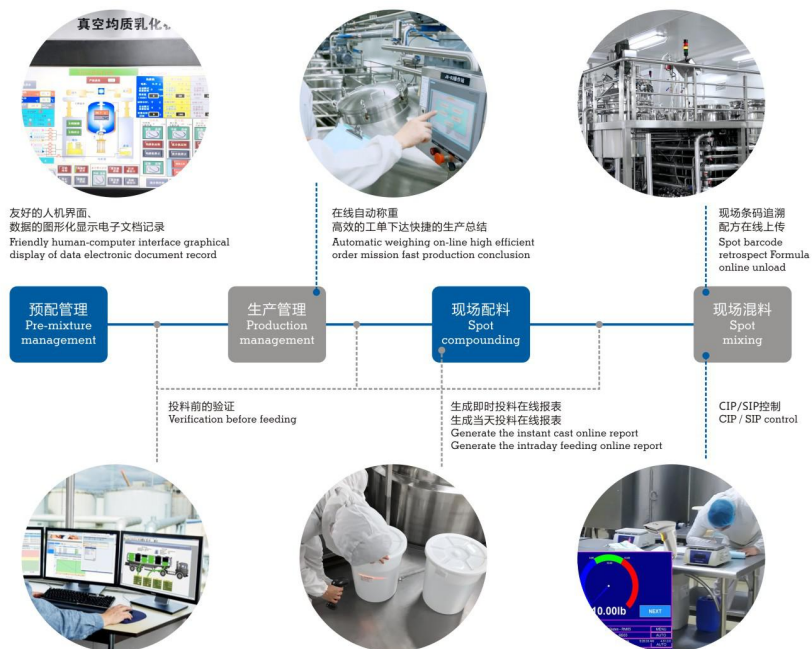 真空均质乳化
友好的人机界面、
数据的图形化显示电子文档记录
Friendly human-computer interface graphical
display of data electronic document record
在线自动称重
高效的工单下达快捷的生产总结
Automatic weighing on-line high efficient
order mission fast production conclusion
现场条码追溯
配方在线上传
Spot barcode
retrospect Formula
online unload
预配管理
Pre-mixture
management
生产管理
Production
management
现场配料
Spot
compounding
现场混料
Spot
mixing
投料前的验证
Verification before feeding
生成即时投料在线报表
生成当天投料在线报表
Generate the instant cast online report
Generate the intraday feeding online report
CIP/SIP控制
CIP / SIP control
10.00lb
NEXT
MENU
AUTO